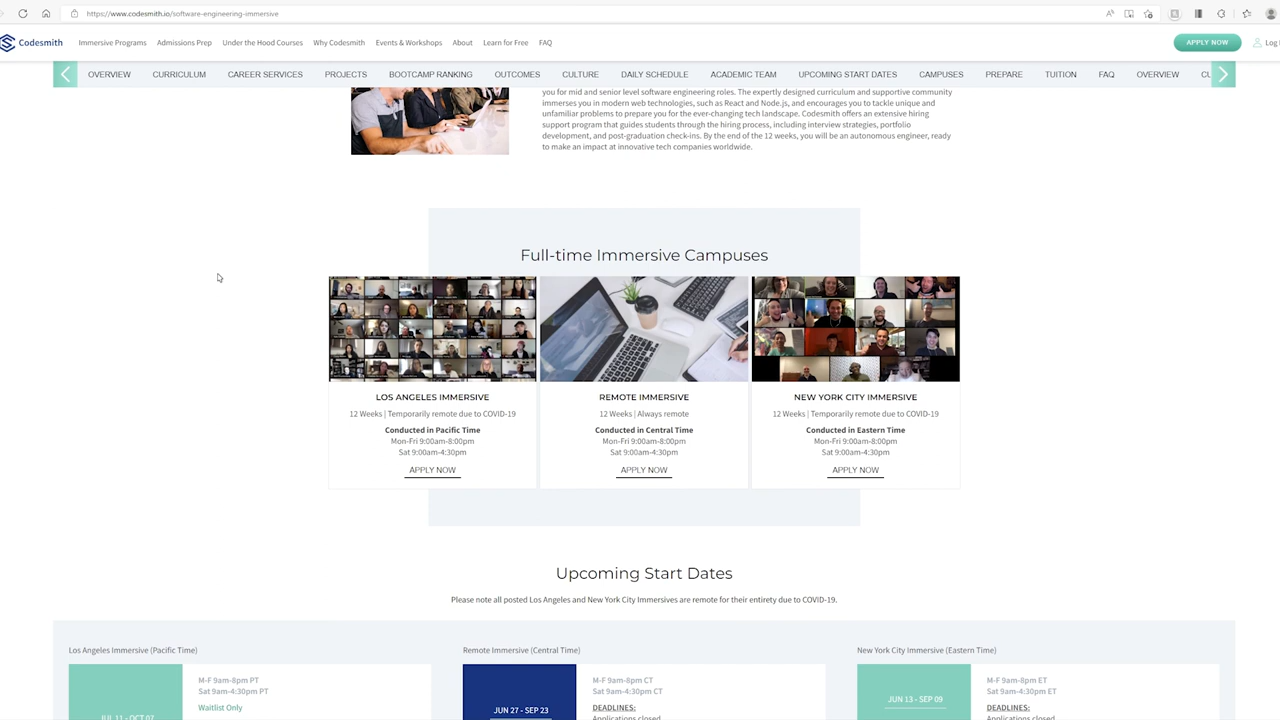 https://www.codesmith.io/software-engineering-immersive
Codesmith
Immersive Programs
Admissions Prep
Under the Hood Courses
Why Codesmith
Events & Workshops
About
Learn for Free
FAQ
APPLY NOW
Log
OVERVIEW
CURRICULUM
CAREER SERVICES
PROJECTS
BOOTCAMP RANKING
OUTCOMES
CULTURE
DAILY SCHEDULE
ACADEMIC TEAM
UPCOMING START DATES
CAMPUSES
PREPARE
TUITION
FAQ
OVERVIEW
CU
you for mid and senior level software engineering roles. The expertly designed curriculum and supportive community
immerses you in modern web technologies, such as React and Node.js, and encourages you to tackle unique and
unfamiliar problems to prepare you for the ever-changing tech landscape. Codesmith offers an extensive hiring
support program that guides students through the hiring process, including interview strategies, portfolio
development, and post-graduation check-ins. By the end of the 12 weeks, you will be an autonomous engineer, ready
to make an impact at innovative tech companies worldwide.
Full-time Immersive Campuses
LOS ANGELES IMMERSIVE
12 Weeks | Temporarily remote due to COVID-19
Conducted in Pacific Time
Mon-Fri 9:00am-8:00pm
Sat 9:00am-4:30pm
APPLY NOW
REMOTE IMMERSIVE
12 Weeks | Always remote
Conducted in Central Time
Mon-Fri 9:00am-8:00pm
Sat 9:00am-4:30pm
APPLY NOW
NEW YORK CITY IMMERSIVE
12 Weeks | Temporarily remote due to COVID-19
Conducted in Eastern Time
Mon-Fri 9:00am-8:00pm
Sat 9:00am-4:30pm
APPLY NOW
Upcoming Start Dates
Please note all posted Los Angeles and New York City Immersives are remote for their entirety due to COVID-19.
Los Angeles Immersive (Pacific Time)
JUL 11 - OCT 07
M-F 9am-8pm PT
Sat 9am-4:30pm PT
Waitlist Only
Remote Immersive (Central Time)
JUN 27 - SEP 23
M-F 9am-8pm CT
Sat 9am-4:30pm CT
DEADLINES:
Applications closed
New York City Immersive (Eastern Time)
JUN 13 - SEP 09
M-F 9am-8pm ET
Sat 9am-4:30pm ET
DEADLINES:
Applications closed